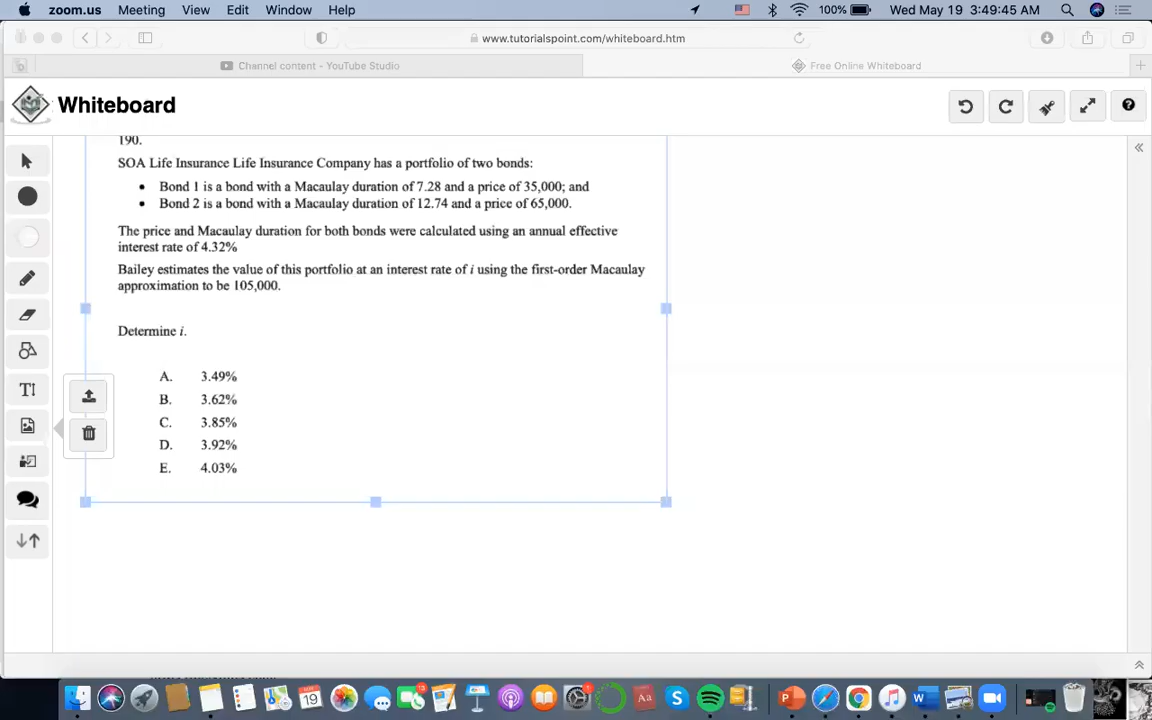 zoom.us Meeting View Edit Window Help 100% Wed May 19 3:49:45 AM
www.tutorialspoint.com/whiteboard.htm
Channel content - YouTube Studio Free Online Whiteboard
Whiteboard
190.
SOA Life Insurance Life Insurance Company has a portfolio of two bonds:
• Bond 1 is a bond with a Macaulay duration of 7.28 and a price of 35,000; and
• Bond 2 is a bond with a Macaulay duration of 12.74 and a price of 65,000.
The price and Macaulay duration for both bonds were calculated using an annual effective
interest rate of 4.32%
Bailey estimates the value of this portfolio at an interest rate of i using the first-order Macaulay
approximation to be 105,000.
Determine i.
A. 3.49%
B. 3.62%
C. 3.85%
D. 3.92%
E. 4.03%